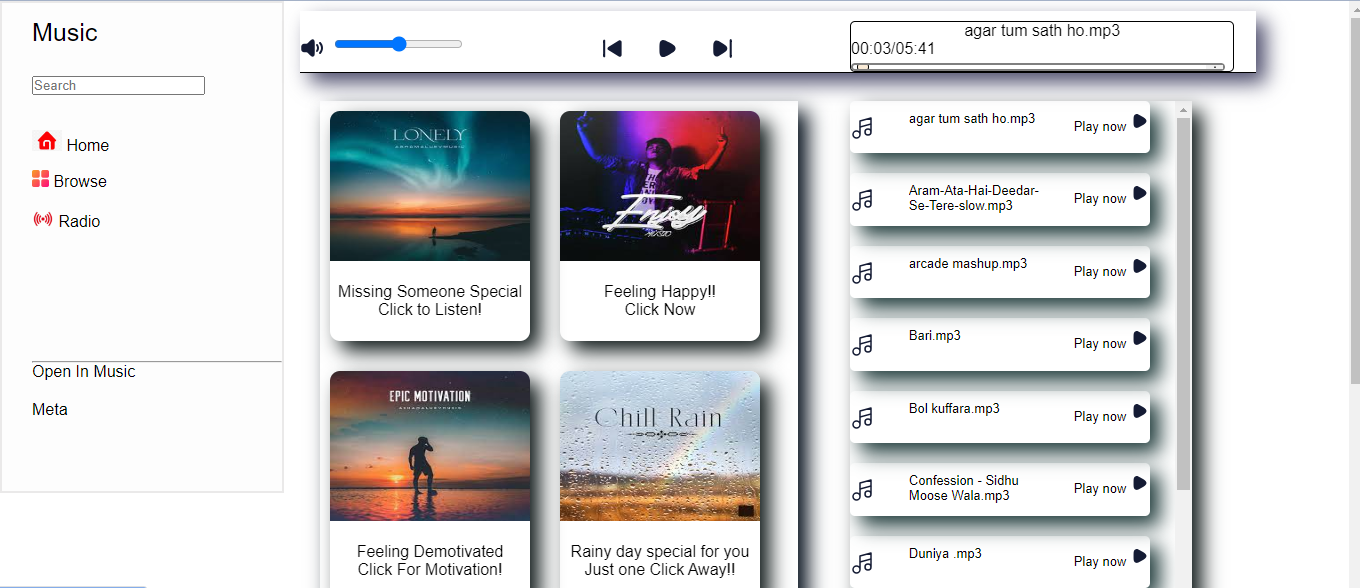 Music
Search
Home
Browse
Radio
Open In Music
Meta
agar tum sath ho.mp3
00:03/05:41
LONELY
Missing Someone Special
Click to Listen!
Enjoy
MUSIC
Feeling Happy!!
Click Now
EPIC MOTIVATION
Feeling Demotivated
Click For Motivation!
Chill Rain
Rainy day special for you
Just one Click Away!!
agar tum sath ho.mp3
Play now
Aram-Ata-Hai-Deedar-
Se-Tere-slow.mp3
Play now
arcade mashup.mp3
Play now
Bari.mp3
Play now
Bol kuffara.mp3
Play now
Confession - Sidhu
Moose Wala.mp3
Play now
Duniya .mp3
Play now